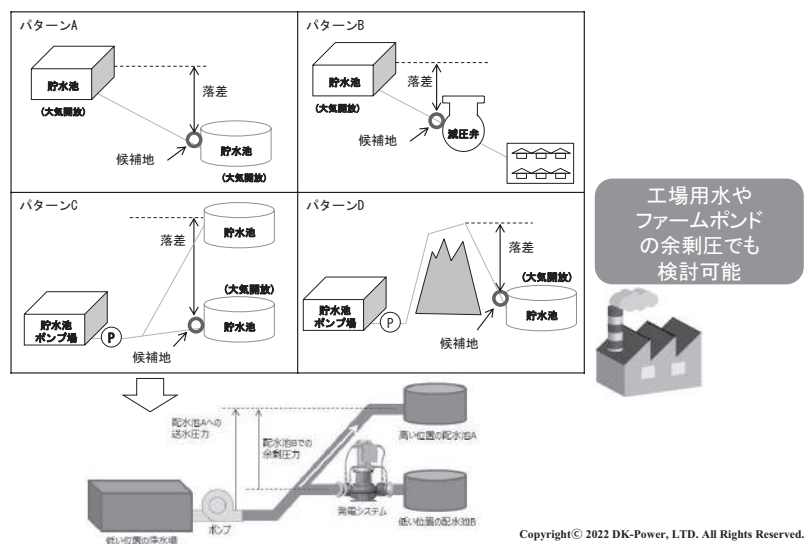 パターンA
貯水池
(大気開放)
落差
候補地
貯水池
(大気開放)
パターンB
貯水池
(大気開放)
落差
候補地
減圧弁
パターンC
落差
貯水池
(大気開放)
貯水池
貯水池
ポンプ場
P
候補地
パターンD
落差
(大気開放)
貯水池
貯水池
ポンプ場
P
候補地
工場用水や
ファームポンド
の余剰圧でも
検討可能
配水池Aへの
送水圧力
配水池Bでの
余剰圧力
高い位置の配水池A
発電システム
低い位置の配水池B
ポンプ
低い位置の浄水場
Copyright© 2022 DK-Power, LTD. All Rights Reserved.